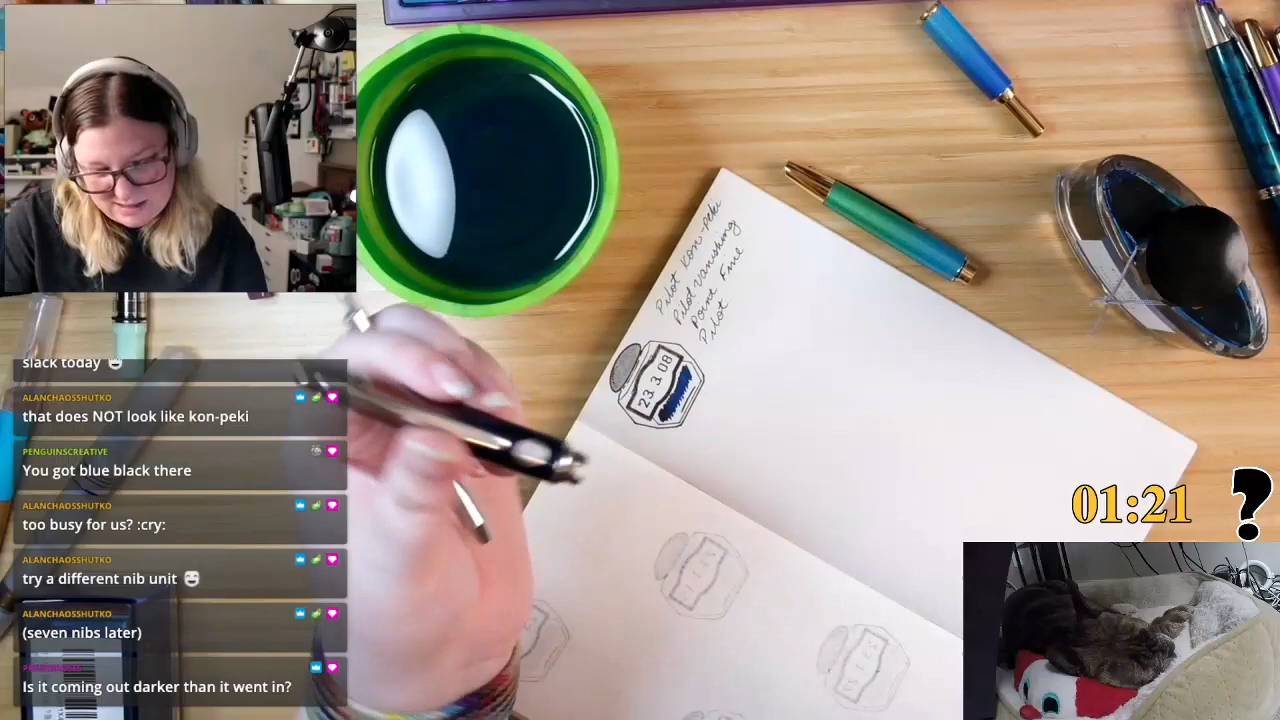 slack today
ALANCHAOSSHUTKO
that does NOT look like kon-peki
PENGUINSCREATIVE
You got blue black there
ALANCHAOSSHUTKO
too busy for us? :cry:
ALANCHAOSSHUTKO
try a different nib unit
ALANCHAOSSHUTKO
(seven nibs later)
Is it coming out darker than it went in?
Pilot Kon-peki
Pilot Vanishing
Point Fine
Pilot
23.3.08
01:21
?